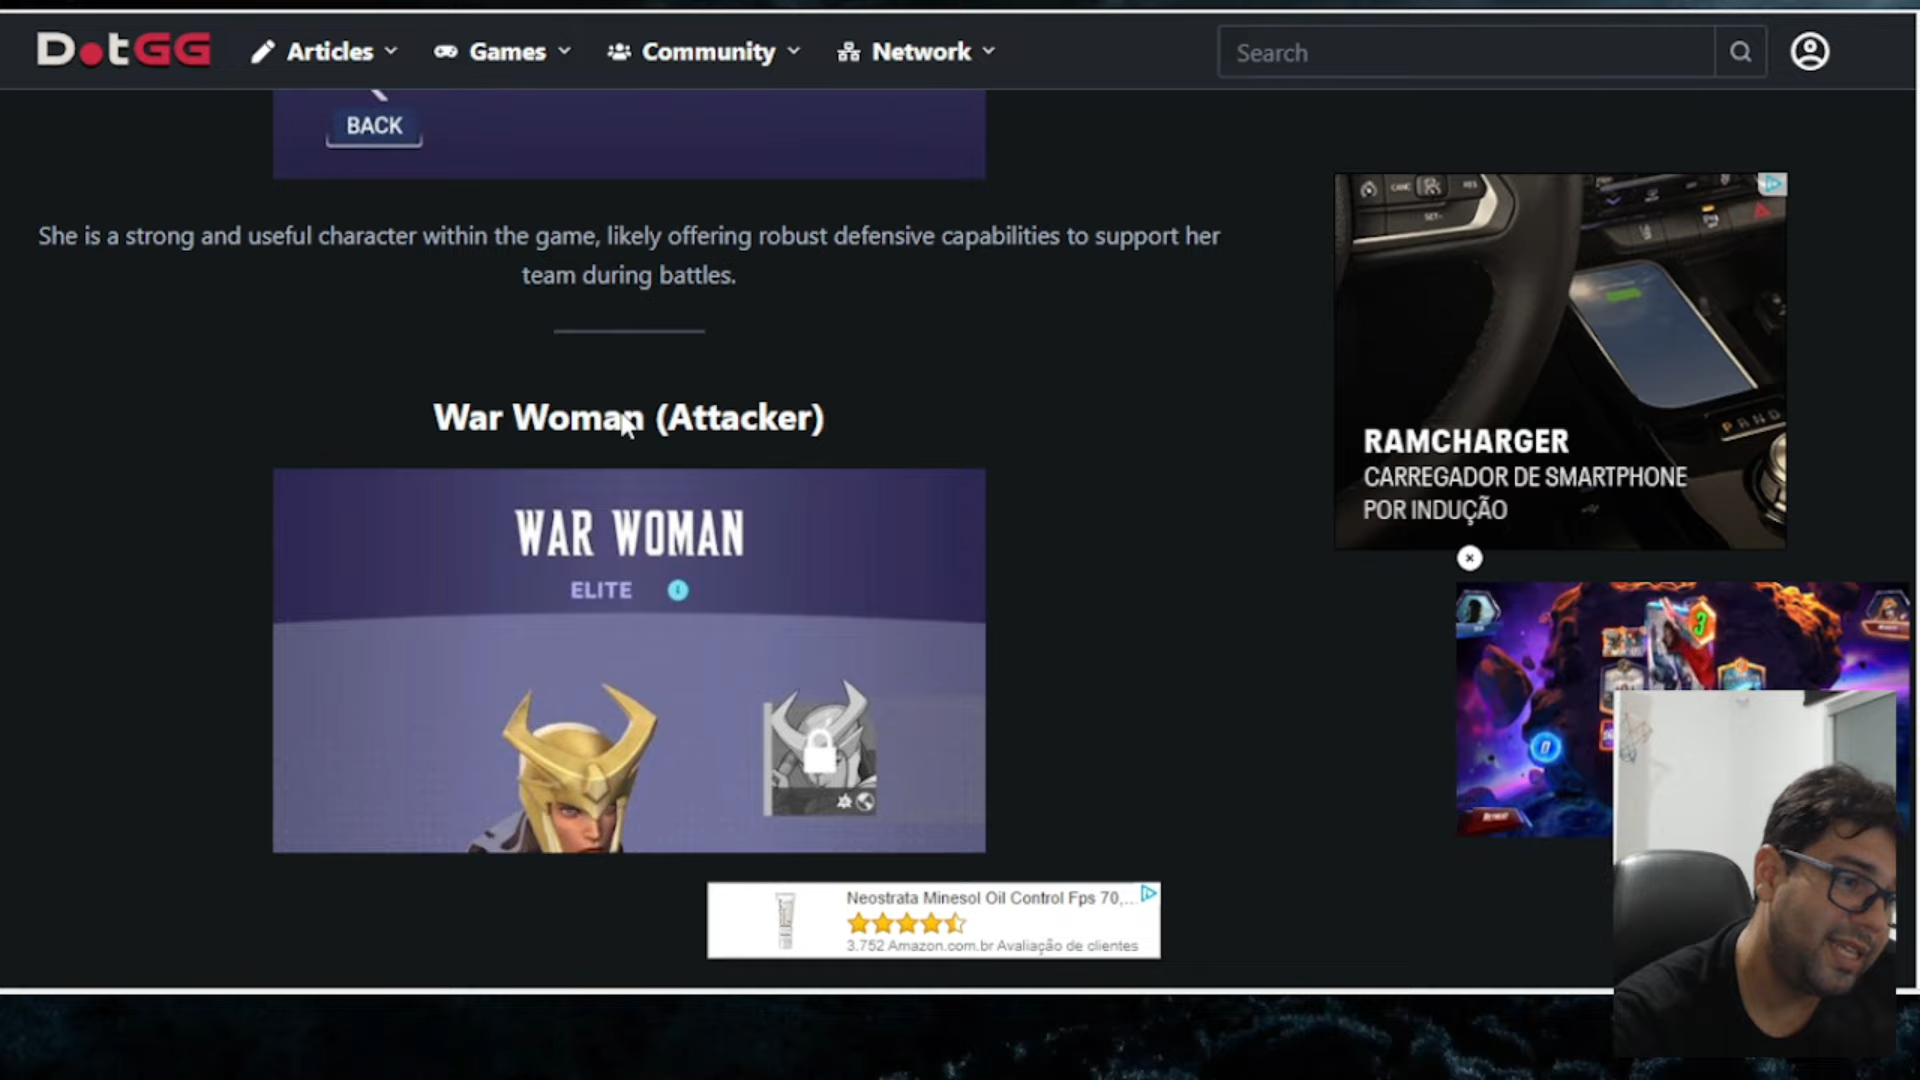 DotGG
Articles
Games
Community
Network
Search
BACK
She is a strong and useful character within the game, likely offering robust defensive capabilities to support her
team during battles.
War Woman (Attacker)
WAR WOMAN
ELITE
RAMCHARGER
CARREGADOR DE SMARTPHONE
POR INDUÇÃO
3
0
Neostrata Minesol Oil Control Fps 70,...
3.752 Amazon.com.br Avaliação de clientes